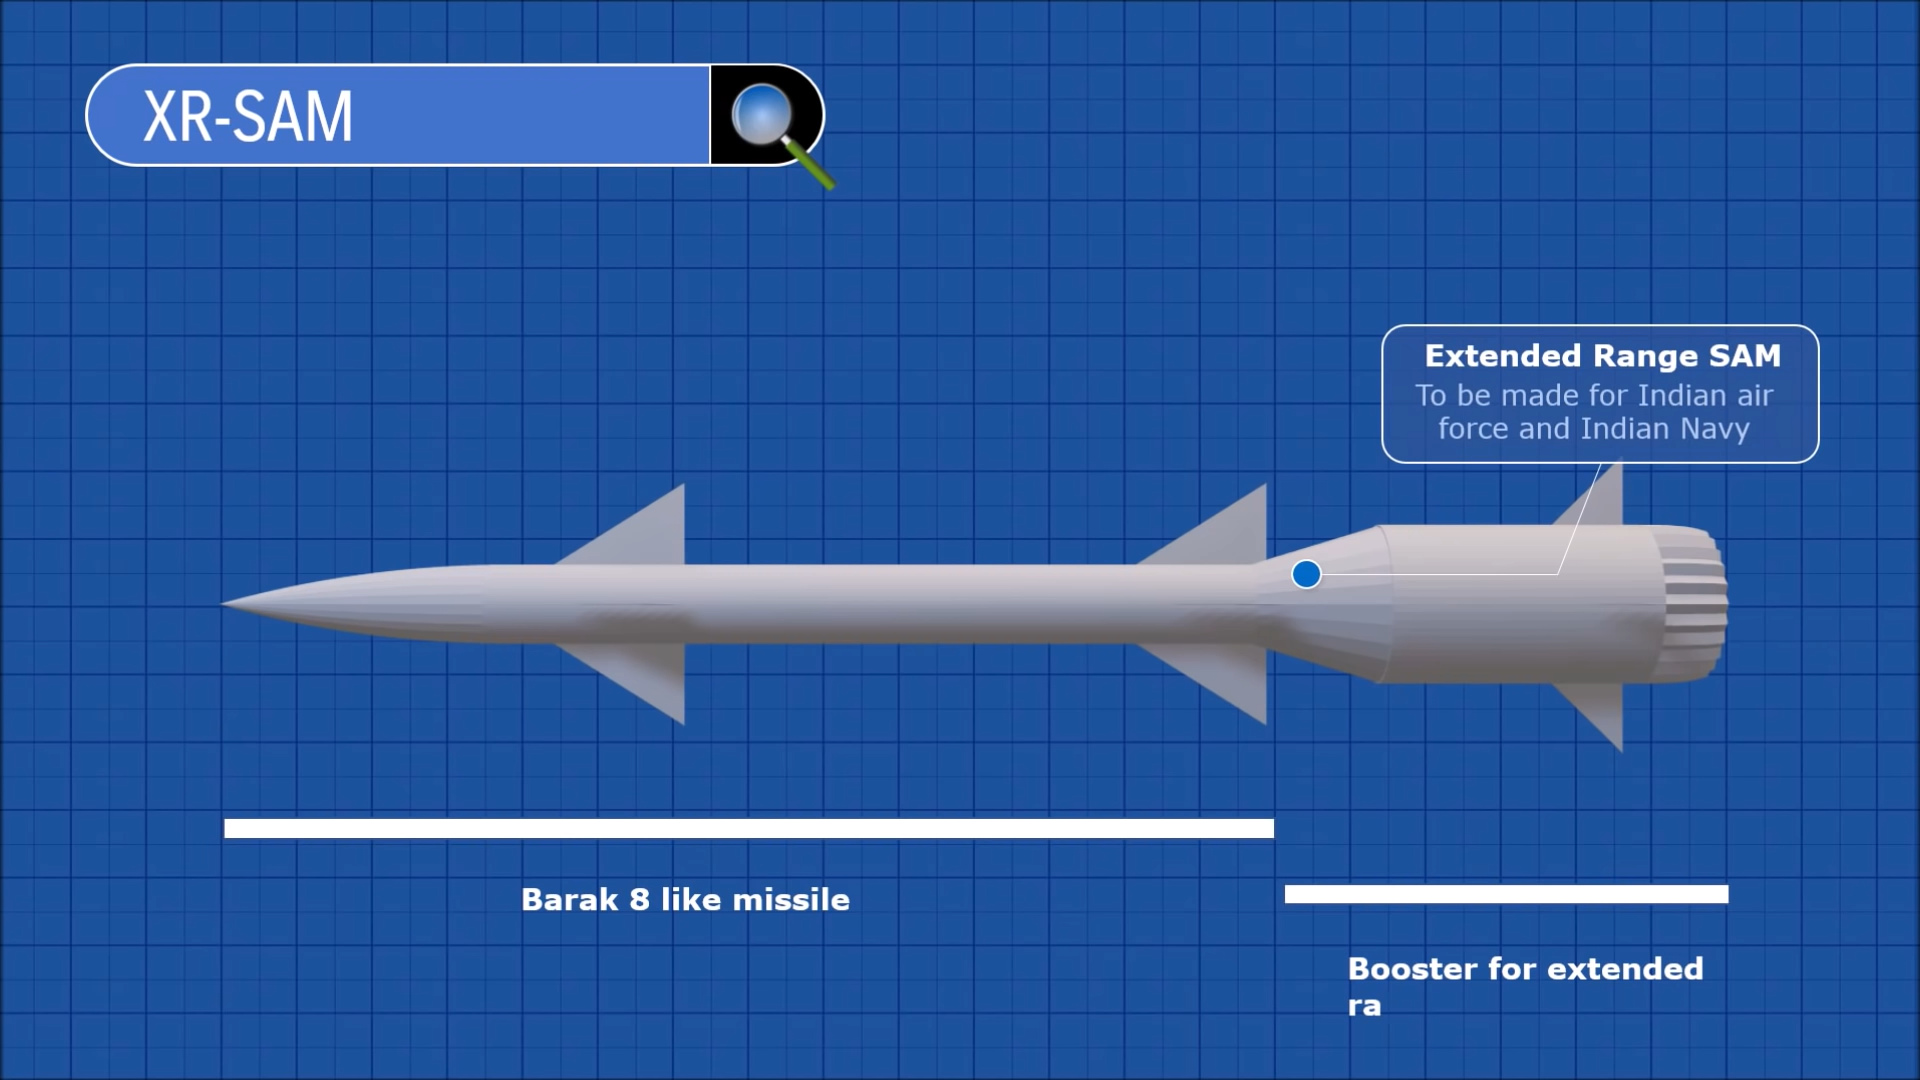 XR-SAM
Extended Range SAM
To be made for Indian air
force and Indian Navy
Barak 8 like missile
Booster for extended
ra